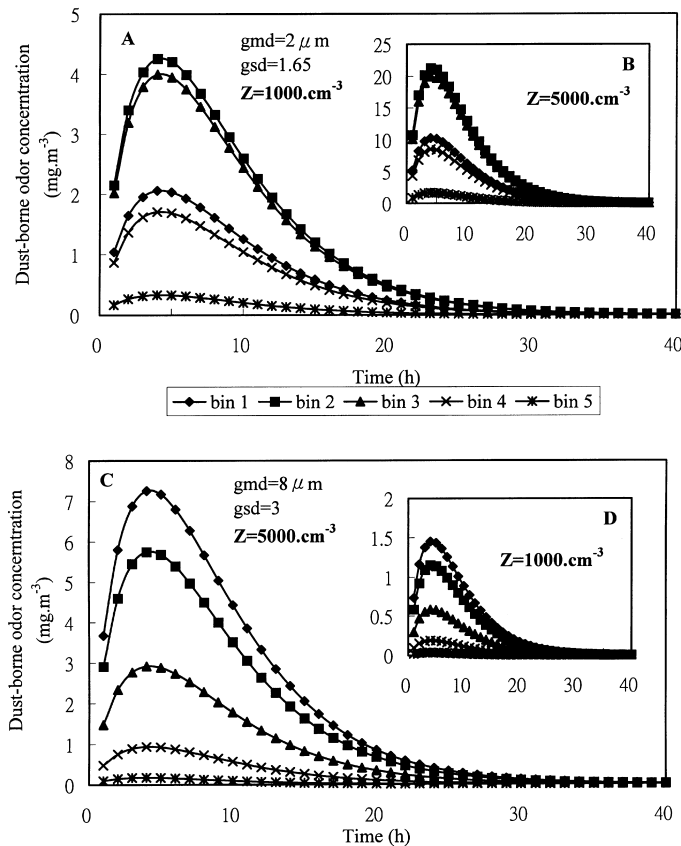 A
gmd=2 μm
gsd=1.65
Z=1000.cm-3
B
Z=5000.cm-3
25
20
15
10
5
0
0 10 20 30 40
5
4
3
2
1
0
Dust-borne odor concerntration
(mg.m-3)
0 10 20 30 40
Time (h)
bin 1 bin 2 bin 3 bin 4 bin 5
C
gmd=8 μm
gsd=3
Z=5000.cm-3
D
Z=1000.cm-3
2
1.5
1
0.5
0
0 10 20 30 40
8
7
6
5
4
3
2
1
0
Dust-borne odor concerntration
(mg.m-3)
0 10 20 30 40
Time (h)